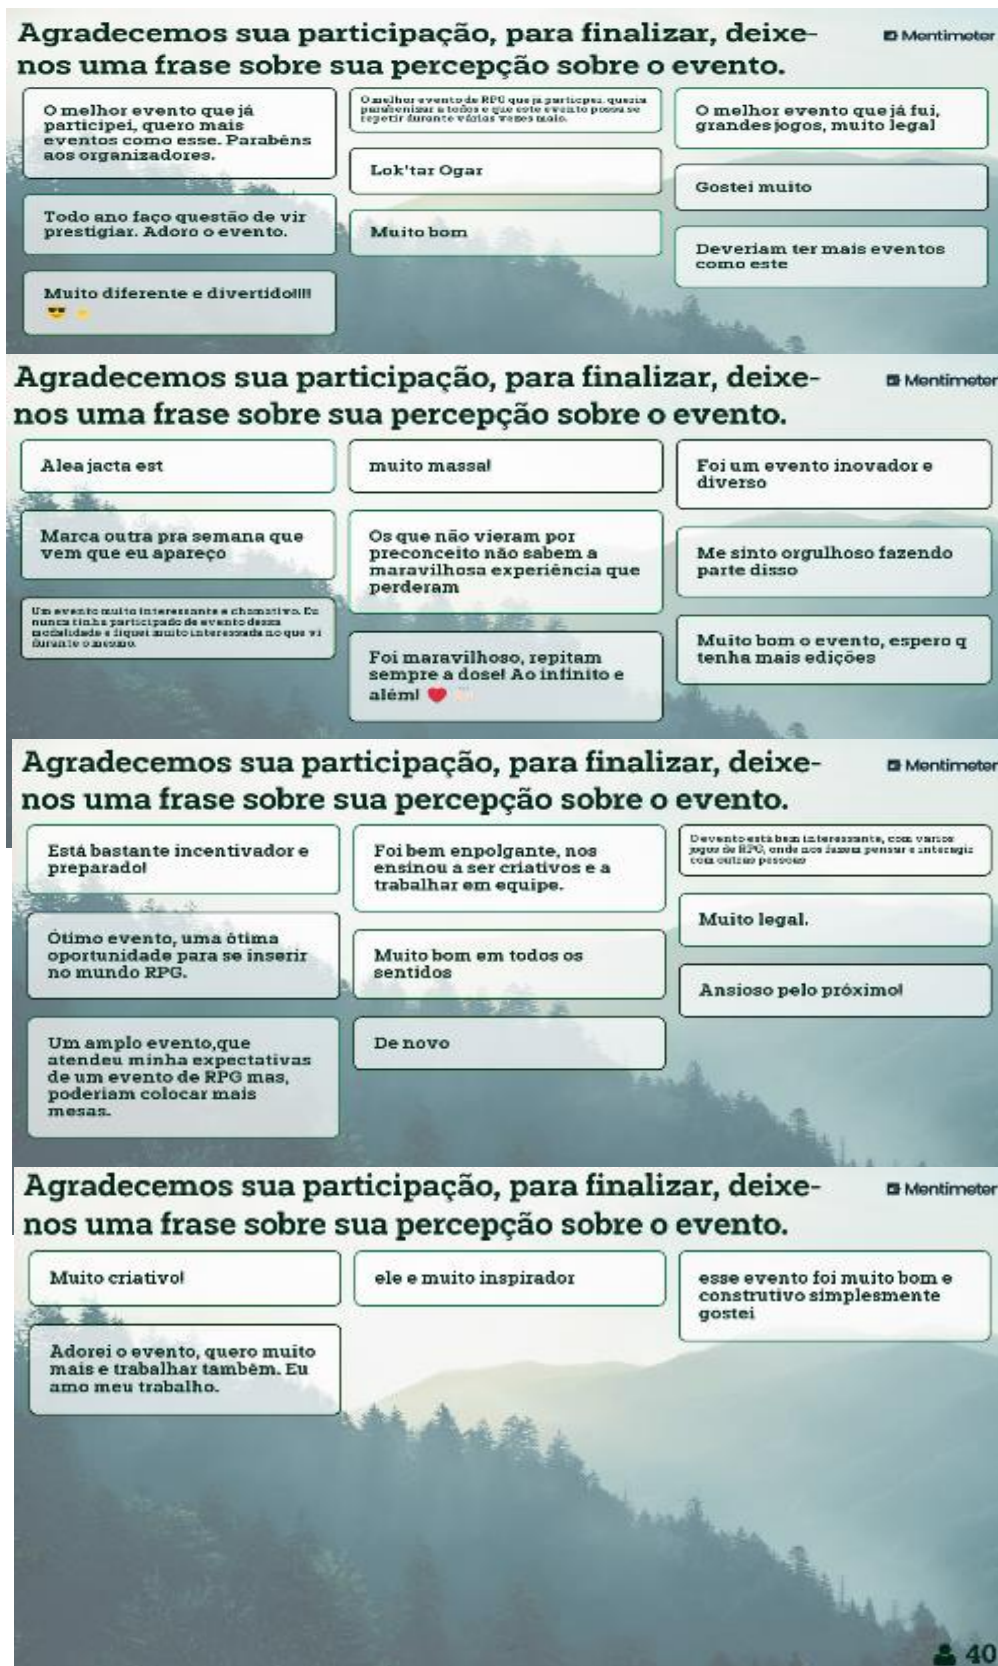 Agradecemos sua participação, para finalizar, deixe-
nos uma frase sobre sua percepção sobre o evento.
Mentimeter
O melhor evento que já
participei, quero mais
eventos como esse. Parabéns
aos organizadores.
Todo ano faço questão de vir
prestigiar. Adoro o evento.
Muito diferente e divertido!!!!
O melhor evento de RPG que ja particpei, queria
parabenizar a todos e que este evento possa se
repetir durante várias vezes mais.
Lok'tar Ogar
Muito bom
O melhor evento que já fui,
grandes jogos, muito legal
Gostei muito
Deveriam ter mais eventos
como este
Agradecemos sua participação, para finalizar, deixe-
nos uma frase sobre sua percepção sobre o evento.
Mentimeter
Alea jacta est
Marca outra pra semana que
vem que eu apareço
Um evento muito interessante e chamativo. Eu
nunca tinha participado de evento dessa
modalidade e fiquei muito interessada no que vi
durante o mesmo.
muito massa!
Os que não vieram por
preconceito não sabem a
maravilhosa experiência que
perderam
Foi maravilhoso, repitam
sempre a dose! Ao infinito e
além! ❤️
Foi um evento inovador e
diverso
Me sinto orgulhoso fazendo
parte disso
Muito bom o evento, espero q
tenha mais edições
Agradecemos sua participação, para finalizar, deixe-
nos uma frase sobre sua percepção sobre o evento.
Mentimeter
Está bastante incentivador e
preparado!
Ótimo evento, uma ótima
oportunidade para se inserir
no mundo RPG.
Um amplo evento,que
atendeu minha expectativas
de um evento de RPG mas,
poderiam colocar mais
mesas.
Foi bem enpolgante, nos
ensinou a ser criativos e a
trabalhar em equipe.
Muito bom em todos os
sentidos
De novo
evento está bem interessante, com varios
jogos de RPG, onde nos fazem pensar e interagir
com outras pessoas
Muito legal.
Ansioso pelo próximo!
Agradecemos sua participação, para finalizar, deixe-
nos uma frase sobre sua percepção sobre o evento.
Mentimeter
Muito criativo!
Adorei o evento, quero muito
mais e trabalhar também. Eu
amo meu trabalho.
ele e muito inspirador
esse evento foi muito bom e
construtivo simplesmente
gostei
40